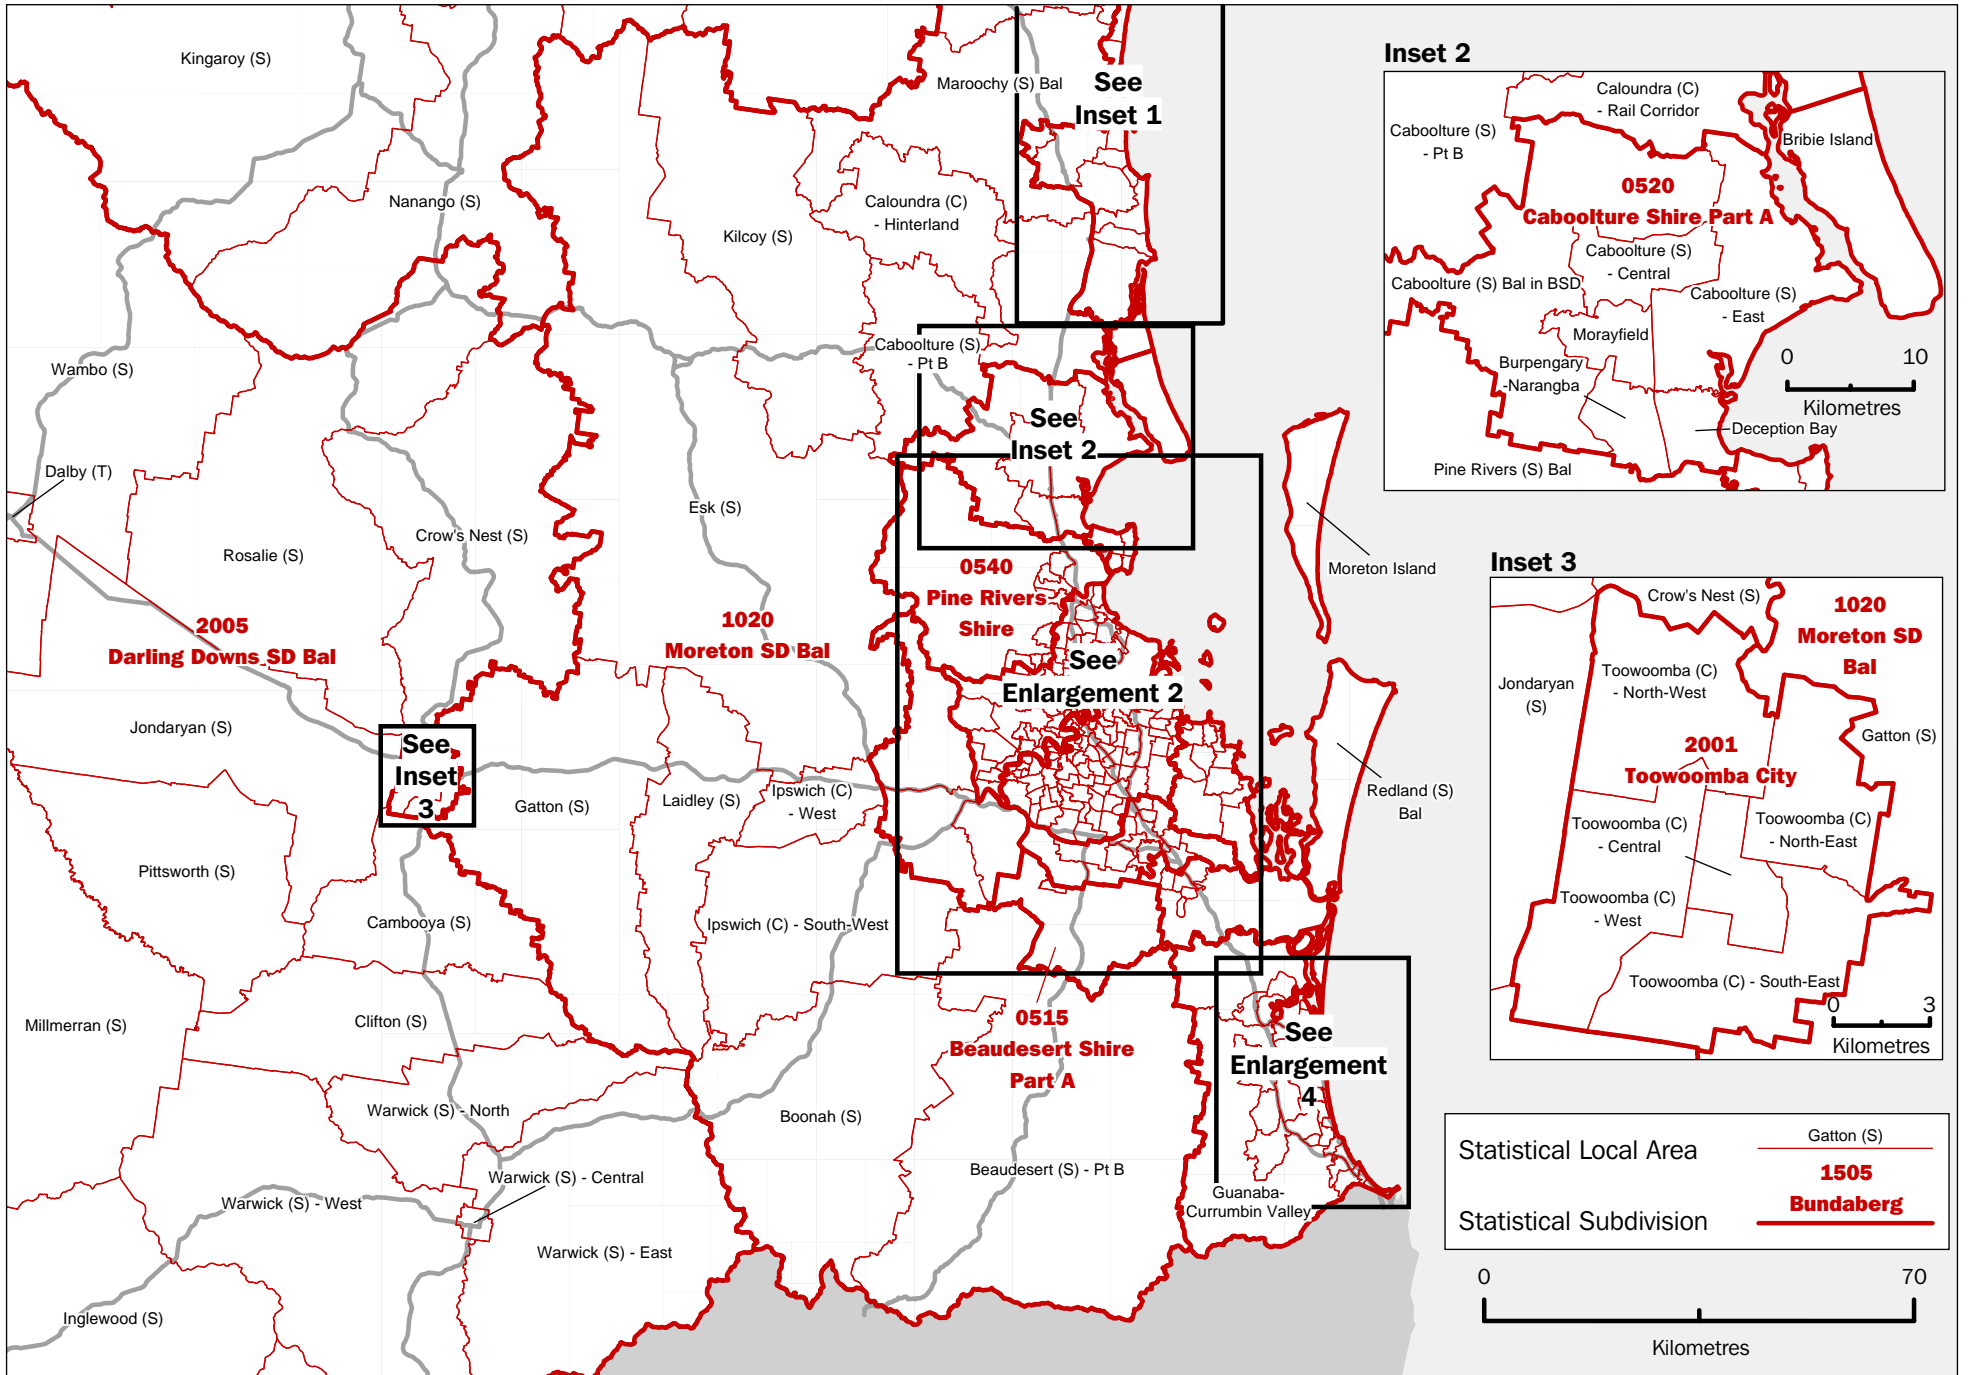 Kingaroy (S)
Maroochy (S) Bal
See
Inset 1
Nanango (S)
Kilcoy (S)
Caloundra (C)
- Hinterland
Wambo (S)
Caboolture (S)
- Pt B
See
Inset 2
Dalby (T)
Rosalie (S)
Crow's Nest (S)
Esk (S)
Moreton Island
0540
Pine Rivers
Shire
2005
Darling Downs SD Bal
1020
Moreton SD Bal
See
Enlargement 2
Jondaryan (S)
See
Inset
3
Gatton (S)
Laidley (S)
Ipswich (C)
- West
Redland (S)
Bal
Pittsworth (S)
Cambooya (S)
Ipswich (C) - South-West
Millmerran (S)
Clifton (S)
0515
Beaudesert Shire
Part A
See
Enlargement
4
Warwick (S) - North
Boonah (S)
Beaudesert (S) - Pt B
Warwick (S) - Central
Warwick (S) - West
Guanaba-
Currumbin Valley
Warwick (S) - East
Inglewood (S)
Inset 2
Caloundra (C)
- Rail Corridor
Caboolture (S)
- Pt B
Bribie Island
0520
Caboolture Shire Part A
Caboolture (S)
- Central
Caboolture (S) Bal in BSD
Caboolture (S)
- East
Morayfield
Burpengary
-Narangba
0 10
Kilometres
Deception Bay
Pine Rivers (S) Bal
Inset 3
Crow's Nest (S)
1020
Moreton SD
Bal
Toowoomba (C)
- North-West
Jondaryan
(S)
Gatton (S)
2001
Toowoomba City
Toowoomba (C)
- Central
Toowoomba (C)
- North-East
Toowoomba (C)
- West
Toowoomba (C) - South-East
0 3
Kilometres
Statistical Local Area
Gatton (S)
1505
Bundaberg
Statistical Subdivision
0 70
Kilometres